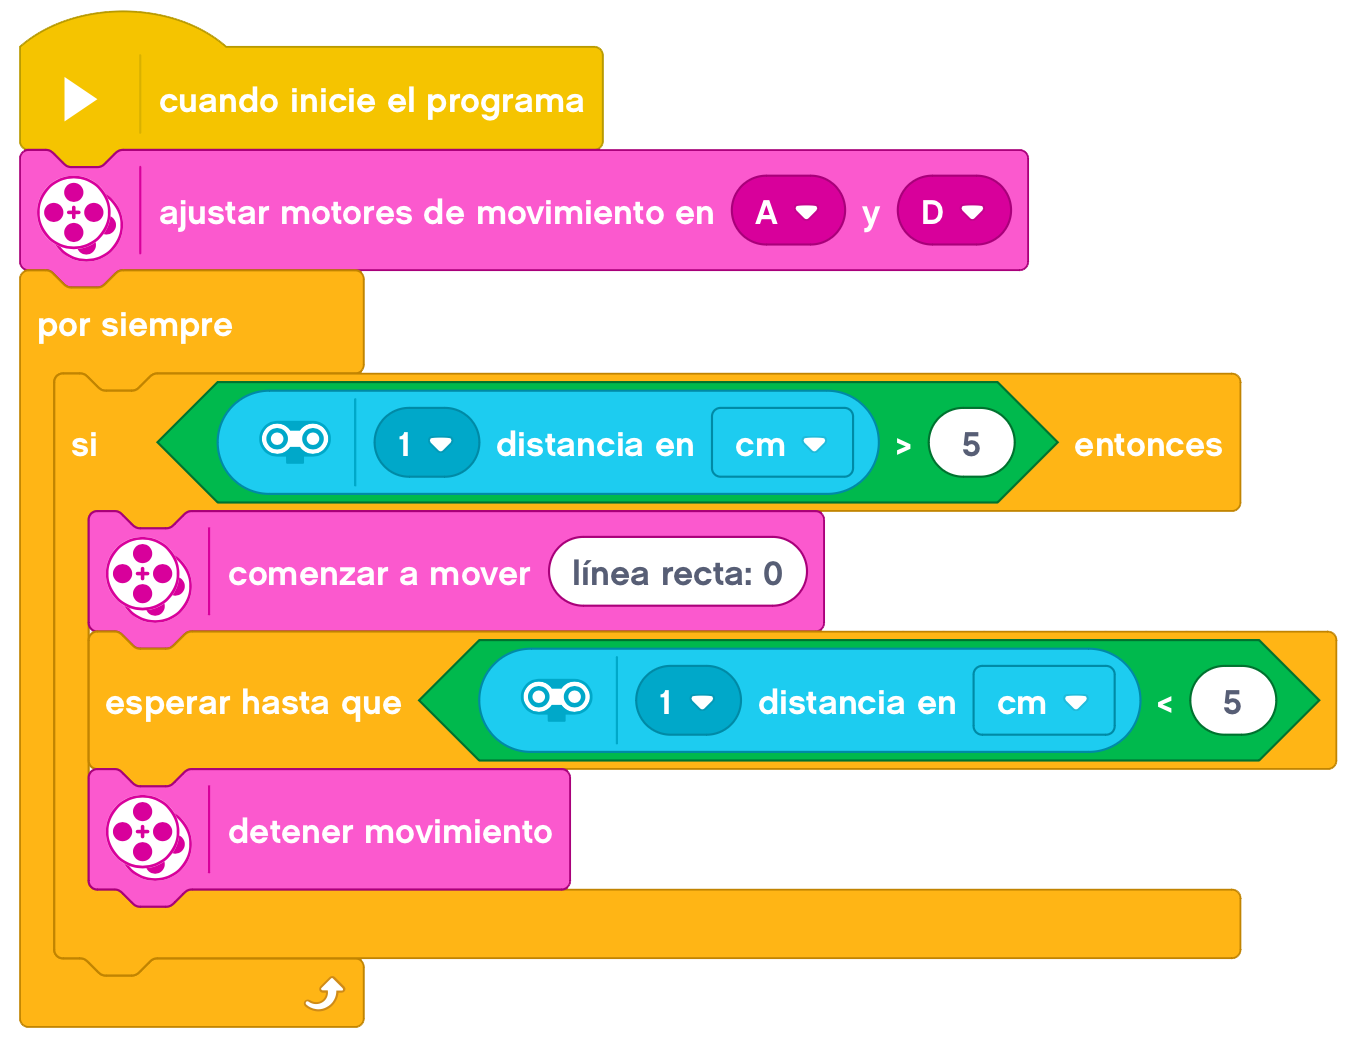 cuando inicie el programa
ajustar motores de movimiento en A y D
por siempre
si 1 distancia en cm > 5 entonces
comenzar a mover línea recta: 0
esperar hasta que 1 distancia en cm < 5
detener movimiento